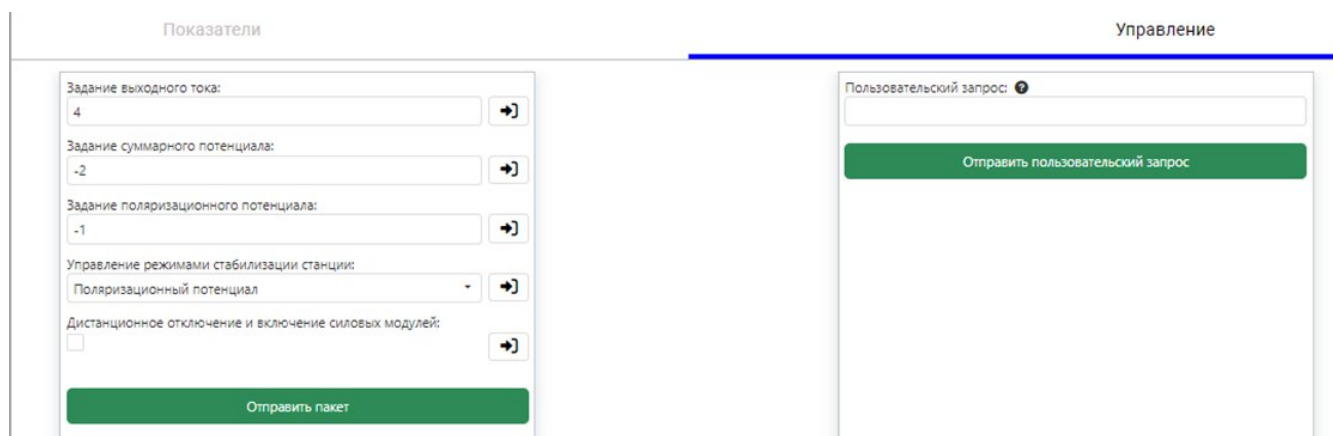 Показатели
Управление
Задание выходного тока:
4
Задание суммарного потенциала:
-2
Задание поляризационного потенциала:
-1
Управление режимами стабилизации станции:
Поляризационный потенциал
Дистанционное отключение и включение силовых модулей:
Отправить пакет
Пользовательский запрос: ?
Отправить пользовательский запрос